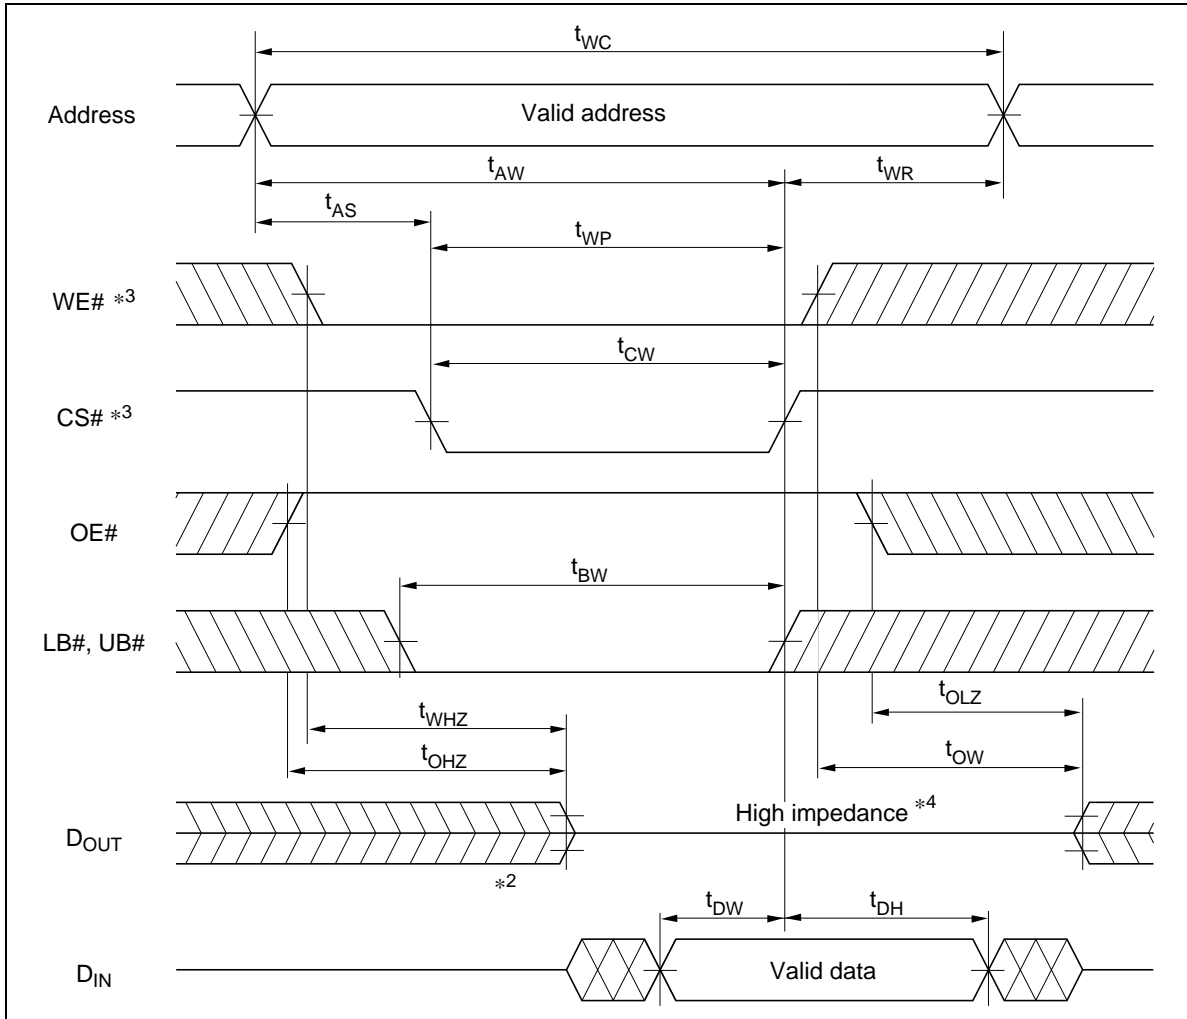 tWC
Address
Valid address
tAW
tWR
tAS
tWP
WE# *3
tCW
CS# *3
OE#
tBW
LB#, UB#
tOLZ
tWHZ
tOW
tOHZ
High impedance *4
DOUT
*2
tDW
tDH
DIN
Valid data